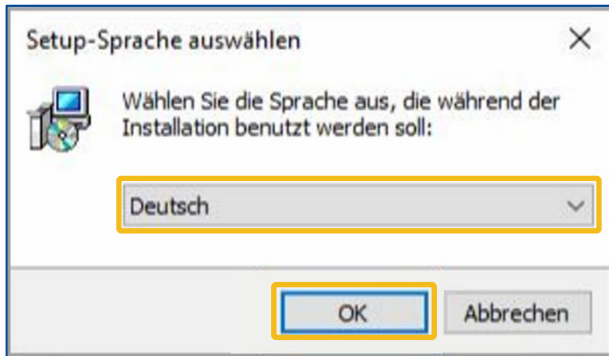 Setup-Sprache auswählen
Wählen Sie die Sprache aus, die während der
Installation benutzt werden soll:
Deutsch
OK
Abbrechen